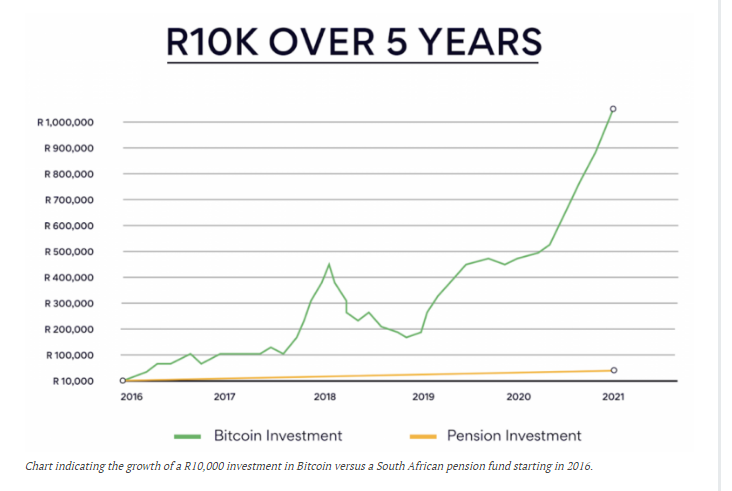 R10K OVER 5 YEARS
R 1,000,000
R 900,000
R 800,000
R 700,000
R 600,000
R 500,000
R 400,000
R 300,000
R 200,000
R 100,000
R 10,000
2016 2017 2018 2019 2020 2021
Bitcoin Investment Pension Investment
Chart indicating the growth of a R10,000 investment in Bitcoin versus a South African pension fund starting in 2016.